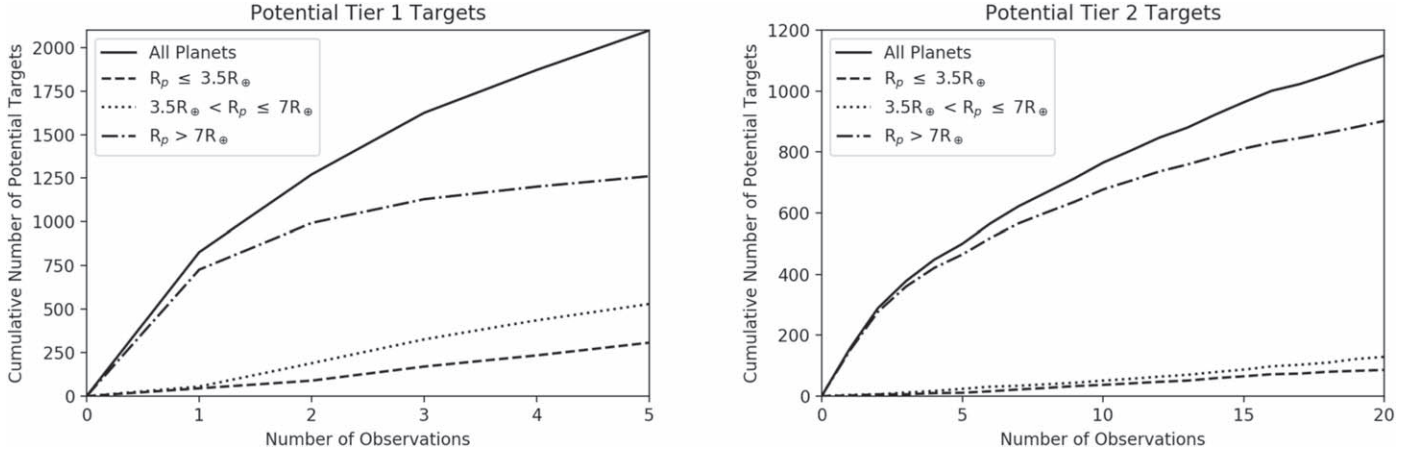 Potential Tier 1 Targets
Cumulative Number of Potential Targets
2000
1750
1500
1250
1000
750
500
250
0
All Planets
Rₚ ≤ 3.5R⊕
3.5R⊕ < Rₚ ≤ 7R⊕
Rₚ > 7R⊕
0 1 2 3 4 5
Number of Observations
Potential Tier 2 Targets
Cumulative Number of Potential Targets
1200
1000
800
600
400
200
0
All Planets
Rₚ ≤ 3.5R⊕
3.5R⊕ < Rₚ ≤ 7R⊕
Rₚ > 7R⊕
0 5 10 15 20
Number of Observations